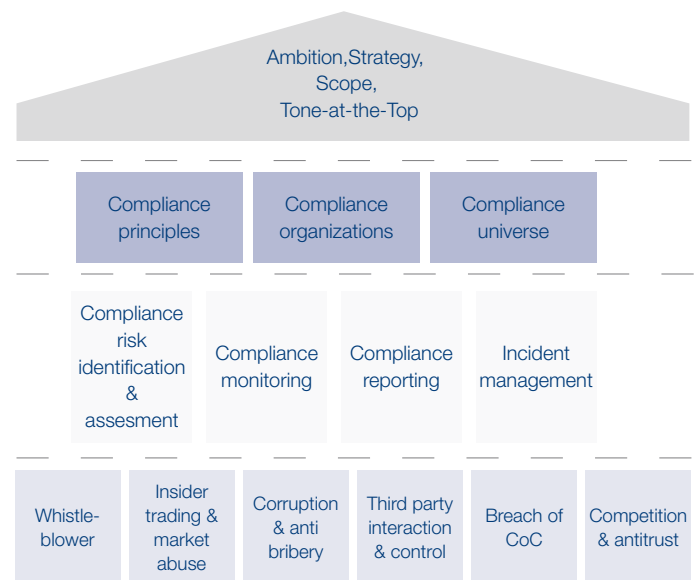 Ambition,Strategy,
Scope,
Tone-at-the-Top
Compliance
principles
Compliance
organizations
Compliance
universe
Compliance
risk
identification
&
assesment
Compliance
monitoring
Compliance
reporting
Incident
management
Whistle-
blower
Insider
trading &
market
abuse
Corruption
& anti
bribery
Third party
interaction
& control
Breach of
CoC
Competition
& antitrust